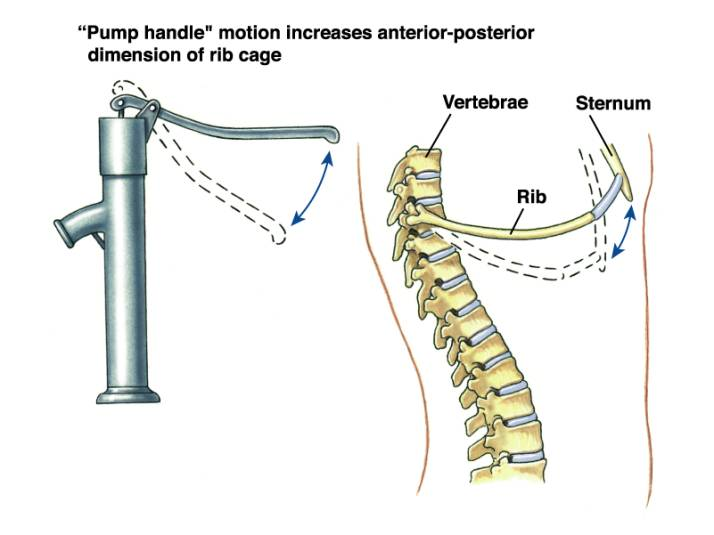 “Pump handle" motion increases anterior-posterior
dimension of rib cage
Vertebrae
Sternum
Rib